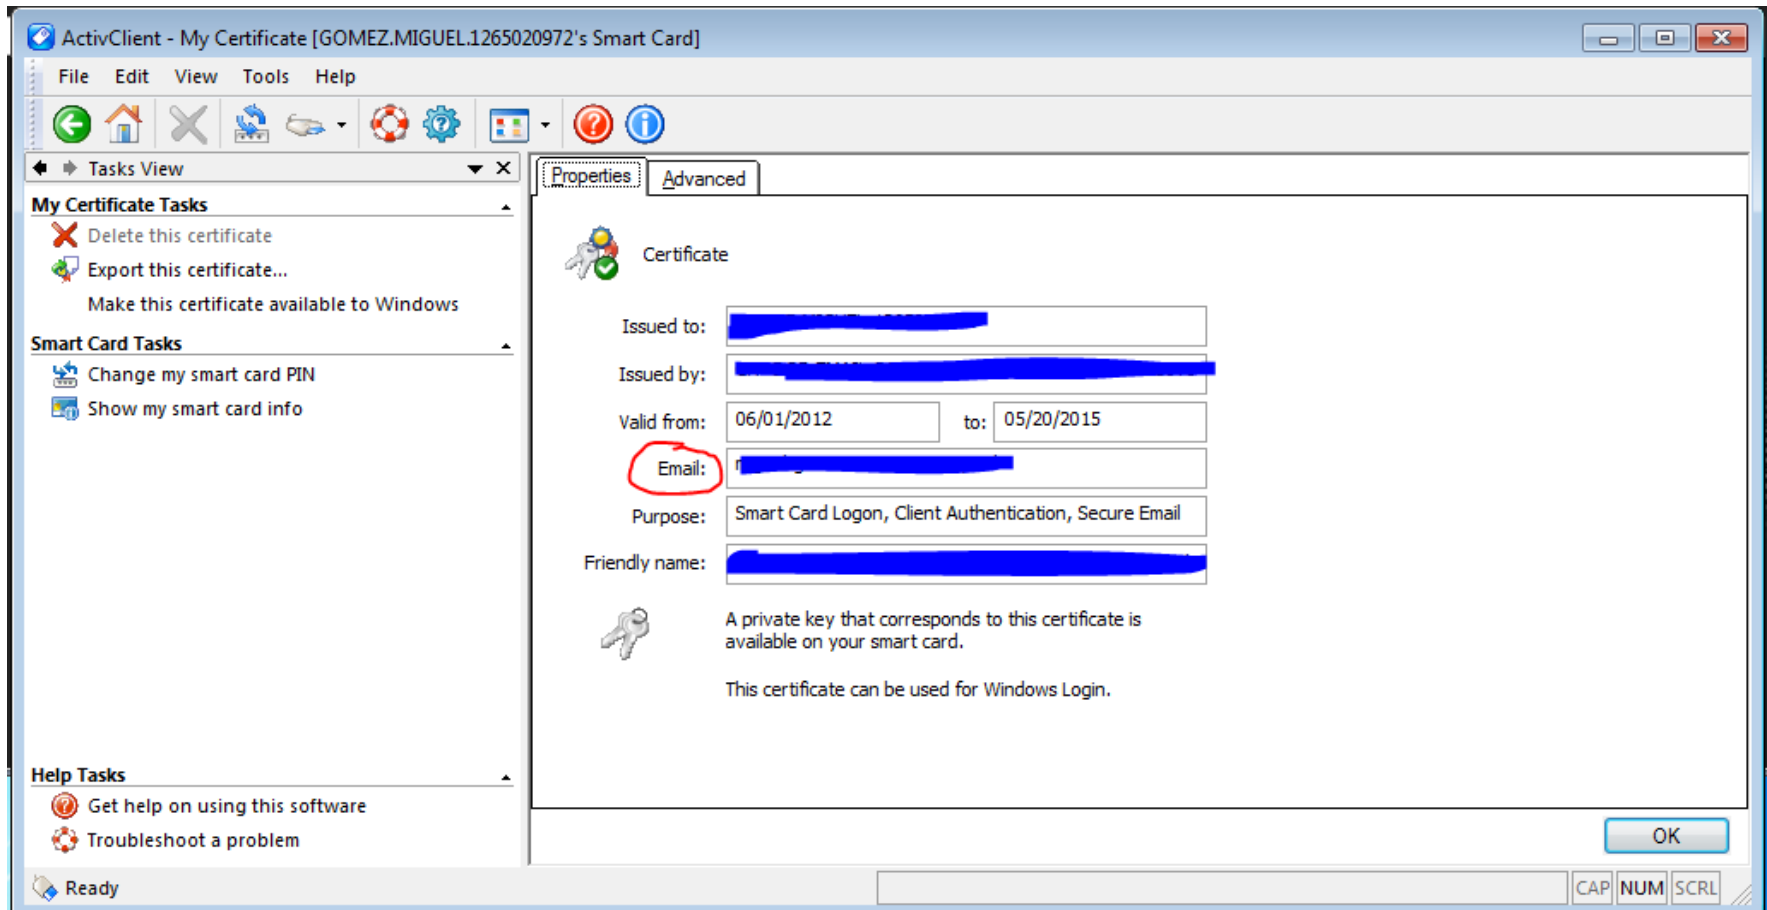 ActivClient - My Certificate [GOMEZ.MIGUEL.1265020972's Smart Card]
File Edit View Tools Help
Tasks View
My Certificate Tasks
Delete this certificate
Export this certificate...
Make this certificate available to Windows
Smart Card Tasks
Change my smart card PIN
Show my smart card info
Help Tasks
Get help on using this software
Troubleshoot a problem
Properties Advanced
Certificate
Issued to:
Issued by:
Valid from: 06/01/2012 to: 05/20/2015
Email:
Purpose: Smart Card Logon, Client Authentication, Secure Email
Friendly name:
A private key that corresponds to this certificate is
available on your smart card.
This certificate can be used for Windows Login.
OK
Ready
CAP NUM SCRL